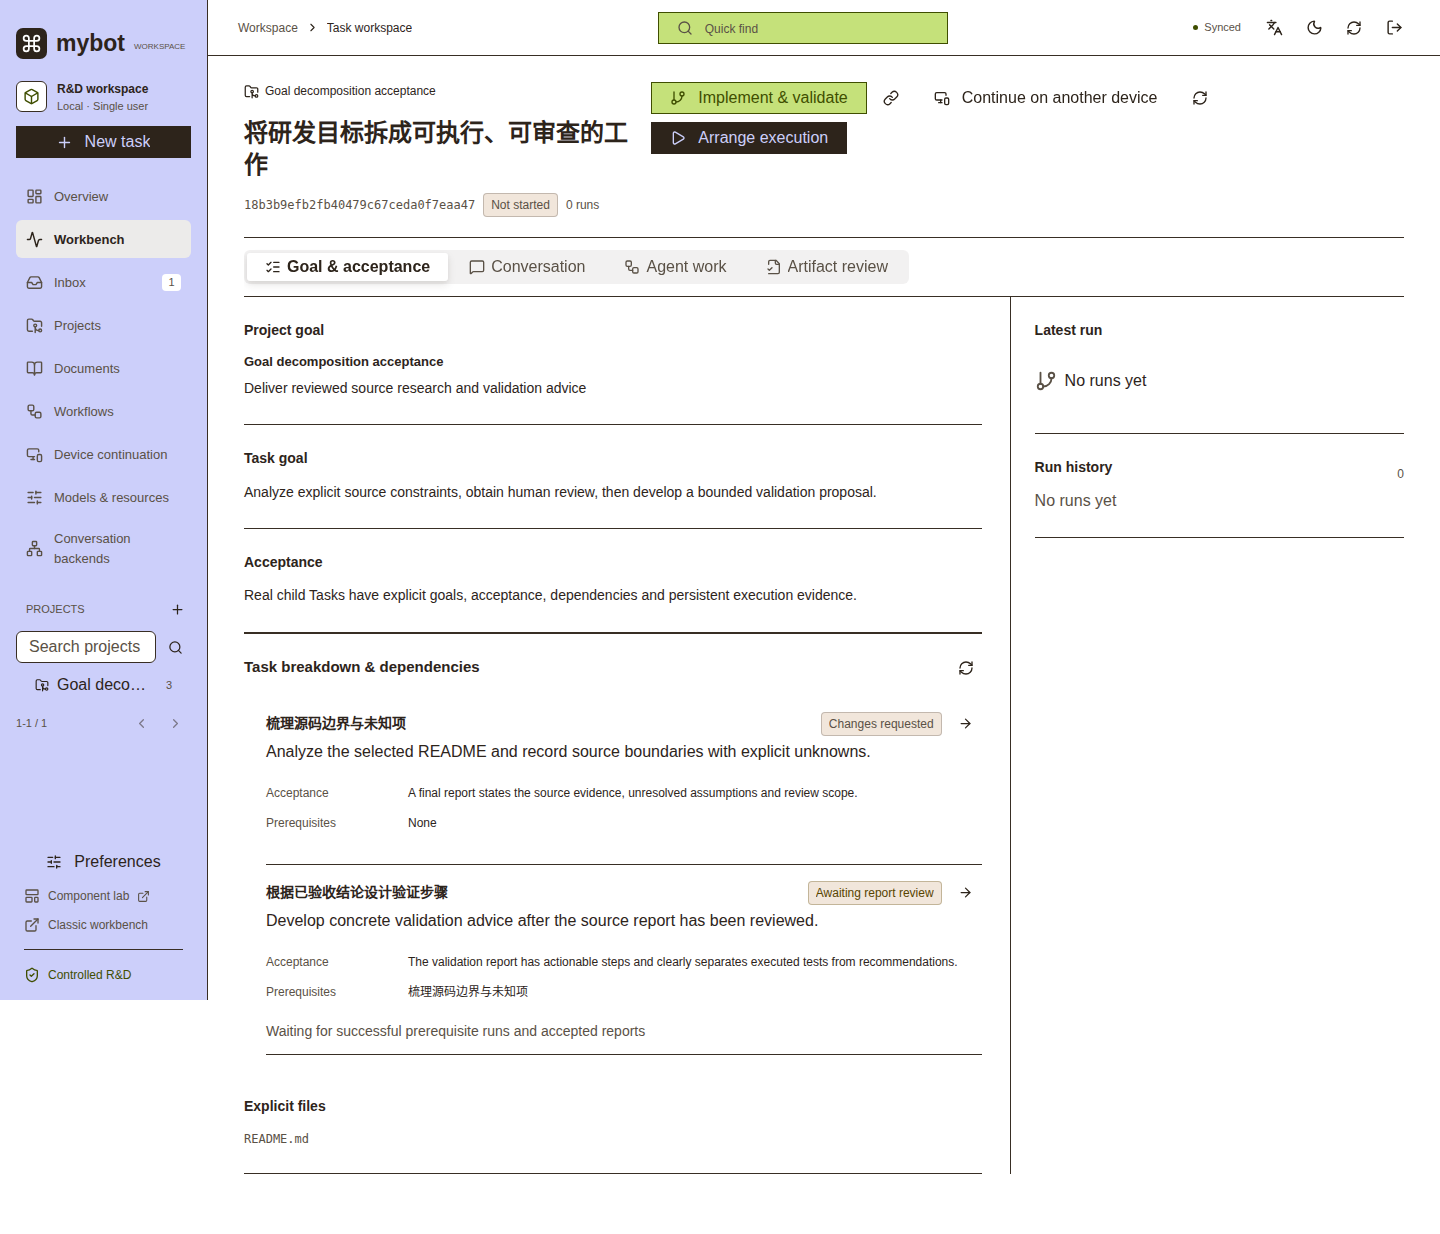 mybot WORKSPACE
R&D workspace
Local · Single user
New task
Overview
Workbench
Inbox 1
Projects
Documents
Workflows
Device continuation
Models & resources
Conversation
backends
PROJECTS
Search projects
Goal deco… 3
1-1 / 1
Preferences
Component lab
Classic workbench
Controlled R&D
Workspace Task workspace
Quick find
Synced
Goal decomposition acceptance
将研发目标拆成可执行、可审查的工
作
18b3b9efb2fb40479c67ceda0f7eaa47 Not started 0 runs
Implement & validate
Continue on another device
Arrange execution
Goal & acceptance Conversation Agent work Artifact review
Project goal
Goal decomposition acceptance
Deliver reviewed source research and validation advice
Task goal
Analyze explicit source constraints, obtain human review, then develop a bounded validation proposal.
Acceptance
Real child Tasks have explicit goals, acceptance, dependencies and persistent execution evidence.
Task breakdown & dependencies
梳理源码边界与未知项 Changes requested
Analyze the selected README and record source boundaries with explicit unknowns.
Acceptance A final report states the source evidence, unresolved assumptions and review scope.
Prerequisites None
根据已验收结论设计验证步骤 Awaiting report review
Develop concrete validation advice after the source report has been reviewed.
Acceptance The validation report has actionable steps and clearly separates executed tests from recommendations.
Prerequisites 梳理源码边界与未知项
Waiting for successful prerequisite runs and accepted reports
Explicit files
README.md
Latest run
No runs yet
Run history 0
No runs yet